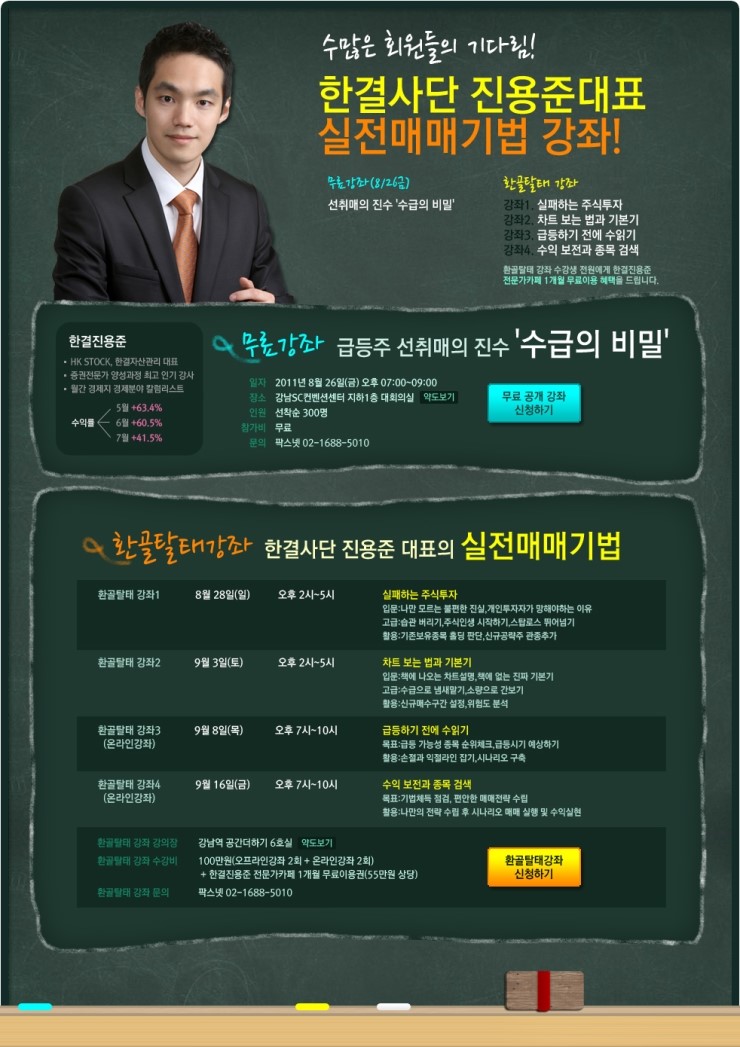 수많은 회원들의 기다림!
한결사단 진용준대표
실전매매기법 강좌!
무료강좌(8/26금)
선취매의 진수 '수급의 비밀'
환골탈태 강좌
강좌1. 실패하는 주식투자
강좌2. 차트 보는 법과 기본기
강좌3. 급등하기 전에 수읽기
강좌4. 수익 보전과 종목 검색
환골탈태 강좌 수강생 전원에게 한결진용준
전문가카페 1개월 무료이용 혜택을 드립니다.
한결진용준
• HK STOCK, 한결자산관리 대표
• 증권전문가 양성과정 최고 인기 강사
• 월간 경제지 경제분야 칼럼리스트
수익률
5월 +63.4%
6월 +60.5%
7월 +41.5%
무료강좌 급등주 선취매의 진수 '수급의 비밀'
일자 2011년 8월 26일(금) 오후 07:00~09:00
장소 강남SC컨벤션센터 지하1층 대회의실 약도보기
인원 선착순 300명
참가비 무료
문의 팍스넷 02-1688-5010
무료 공개 강좌
신청하기
환골탈태강좌 한결사단 진용준 대표의 실전매매기법
환골탈태 강좌1 8월 28일(일) 오후 2시~5시 실패하는 주식투자
입문:나만 모르는 불편한 진실,개인투자자가 망해야하는 이유
고급:습관 버리기,주식인생 시작하기,스탑로스 뛰어넘기
활용:기존보유종목 홀딩 판단,신규공략주 관종추가
환골탈태 강좌2 9월 3일(토) 오후 2시~5시 차트 보는 법과 기본기
입문:책에 나오는 차트설명,책에 없는 진짜 기본기
고급:수급으로 냄새맡기,소량으로 간보기
활용:신규매수구간 설정,위험도 분석
환골탈태 강좌3 9월 8일(목) 오후 7시~10시 급등하기 전에 수읽기
(온라인강좌) 목표:급등 가능성 종목 순위체크,급등시기 예상하기
활용:손절과 익절라인 잡기,시나리오 구축
환골탈태 강좌4 9월 16일(금) 오후 7시~10시 수익 보전과 종목 검색
(온라인강좌) 목표:기법체득 점검, 편안한 매매전략 수립
활용:나만의 전략 수립 후 시나리오 매매 실행 및 수익실현
환골탈태 강좌 강의장 강남역 공간더하기 6호실 약도보기
환골탈태 강좌 수강비 100만원(오프라인강좌 2회 + 온라인강좌 2회)
+ 한결진용준 전문가카페 1개월 무료이용권(55만원 상당)
환골탈태 강좌 문의 팍스넷 02-1688-5010
환골탈태강좌
신청하기